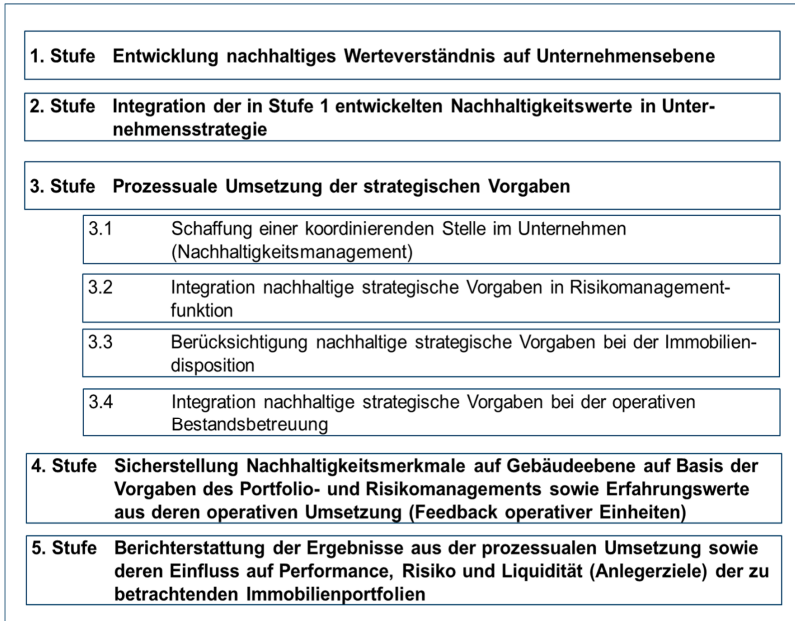 1. Stufe Entwicklung nachhaltiges Werteverständnis auf Unternehmensebene
2. Stufe Integration der in Stufe 1 entwickelten Nachhaltigkeitswerte in Unter-
nehmensstrategie
3. Stufe Prozessuale Umsetzung der strategischen Vorgaben
3.1 Schaffung einer koordinierenden Stelle im Unternehmen
(Nachhaltigkeitsmanagement)
3.2 Integration nachhaltige strategische Vorgaben in Risikomanagement-
funktion
3.3 Berücksichtigung nachhaltige strategische Vorgaben bei der Immobilien-
disposition
3.4 Integration nachhaltige strategische Vorgaben bei der operativen
Bestandsbetreuung
4. Stufe Sicherstellung Nachhaltigkeitsmerkmale auf Gebäudeebene auf Basis der
Vorgaben des Portfolio- und Risikomanagements sowie Erfahrungswerte
aus deren operativen Umsetzung (Feedback operativer Einheiten)
5. Stufe Berichterstattung der Ergebnisse aus der prozessualen Umsetzung sowie
deren Einfluss auf Performance, Risiko und Liquidität (Anlegerziele) der zu
betrachtenden Immobilienportfolien